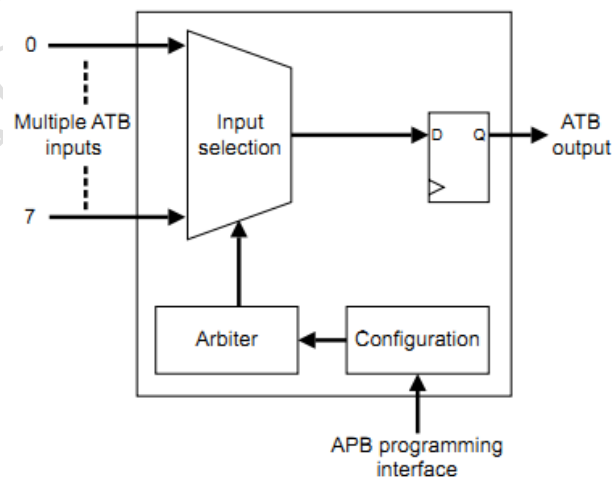 0
Multiple ATB
inputs
7
Input
selection
D Q
ATB
output
Arbiter
Configuration
APB programming
interface